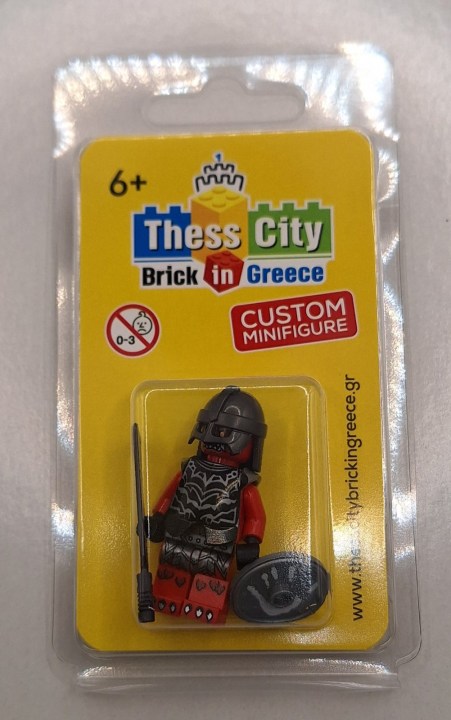 6+
Thess City
Brick in Greece
0-3
CUSTOM
MINIFIGURE
www.thesscitybrickingreece.gr